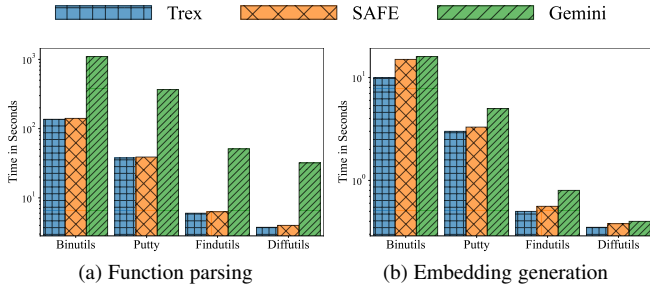 Trex SAFE Gemini
Time in Seconds
10³
10²
10¹
Binutils Putty Findutils Diffutils
(a) Function parsing
Time in Seconds
10¹
10⁰
Binutils Putty Findutils Diffutils
(b) Embedding generation